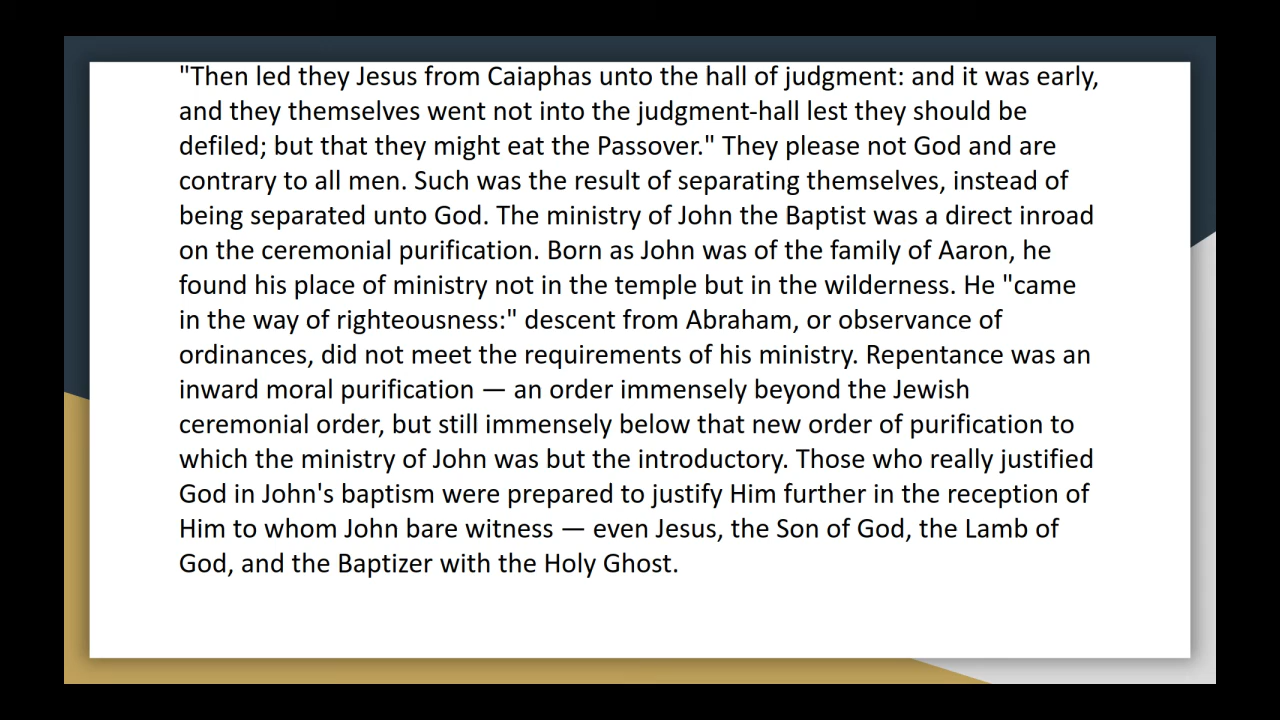 "Then led they Jesus from Caiaphas unto the hall of judgment: and it was early,
and they themselves went not into the judgment-hall lest they should be
defiled; but that they might eat the Passover." They please not God and are
contrary to all men. Such was the result of separating themselves, instead of
being separated unto God. The ministry of John the Baptist was a direct inroad
on the ceremonial purification. Born as John was of the family of Aaron, he
found his place of ministry not in the temple but in the wilderness. He "came
in the way of righteousness:" descent from Abraham, or observance of
ordinances, did not meet the requirements of his ministry. Repentance was an
inward moral purification — an order immensely beyond the Jewish
ceremonial order, but still immensely below that new order of purification to
which the ministry of John was but the introductory. Those who really justified
God in John's baptism were prepared to justify Him further in the reception of
Him to whom John bare witness — even Jesus, the Son of God, the Lamb of
God, and the Baptizer with the Holy Ghost.